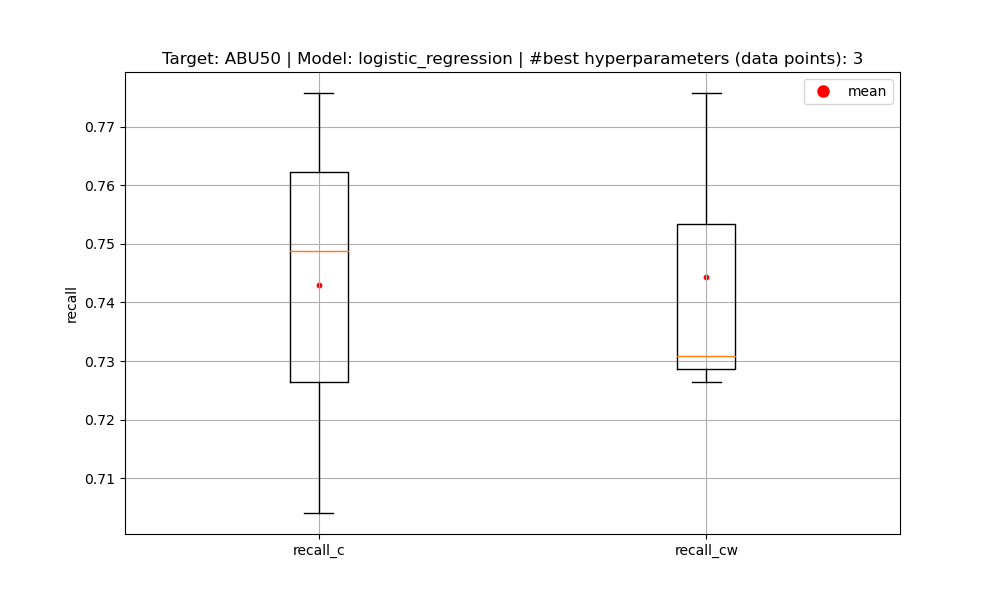 Target: ABU50 | Model: logistic_regression | #best hyperparameters (data points): 3
mean
0.77
0.76
0.75
0.74
0.73
0.72
0.71
recall
recall_c
recall_cw